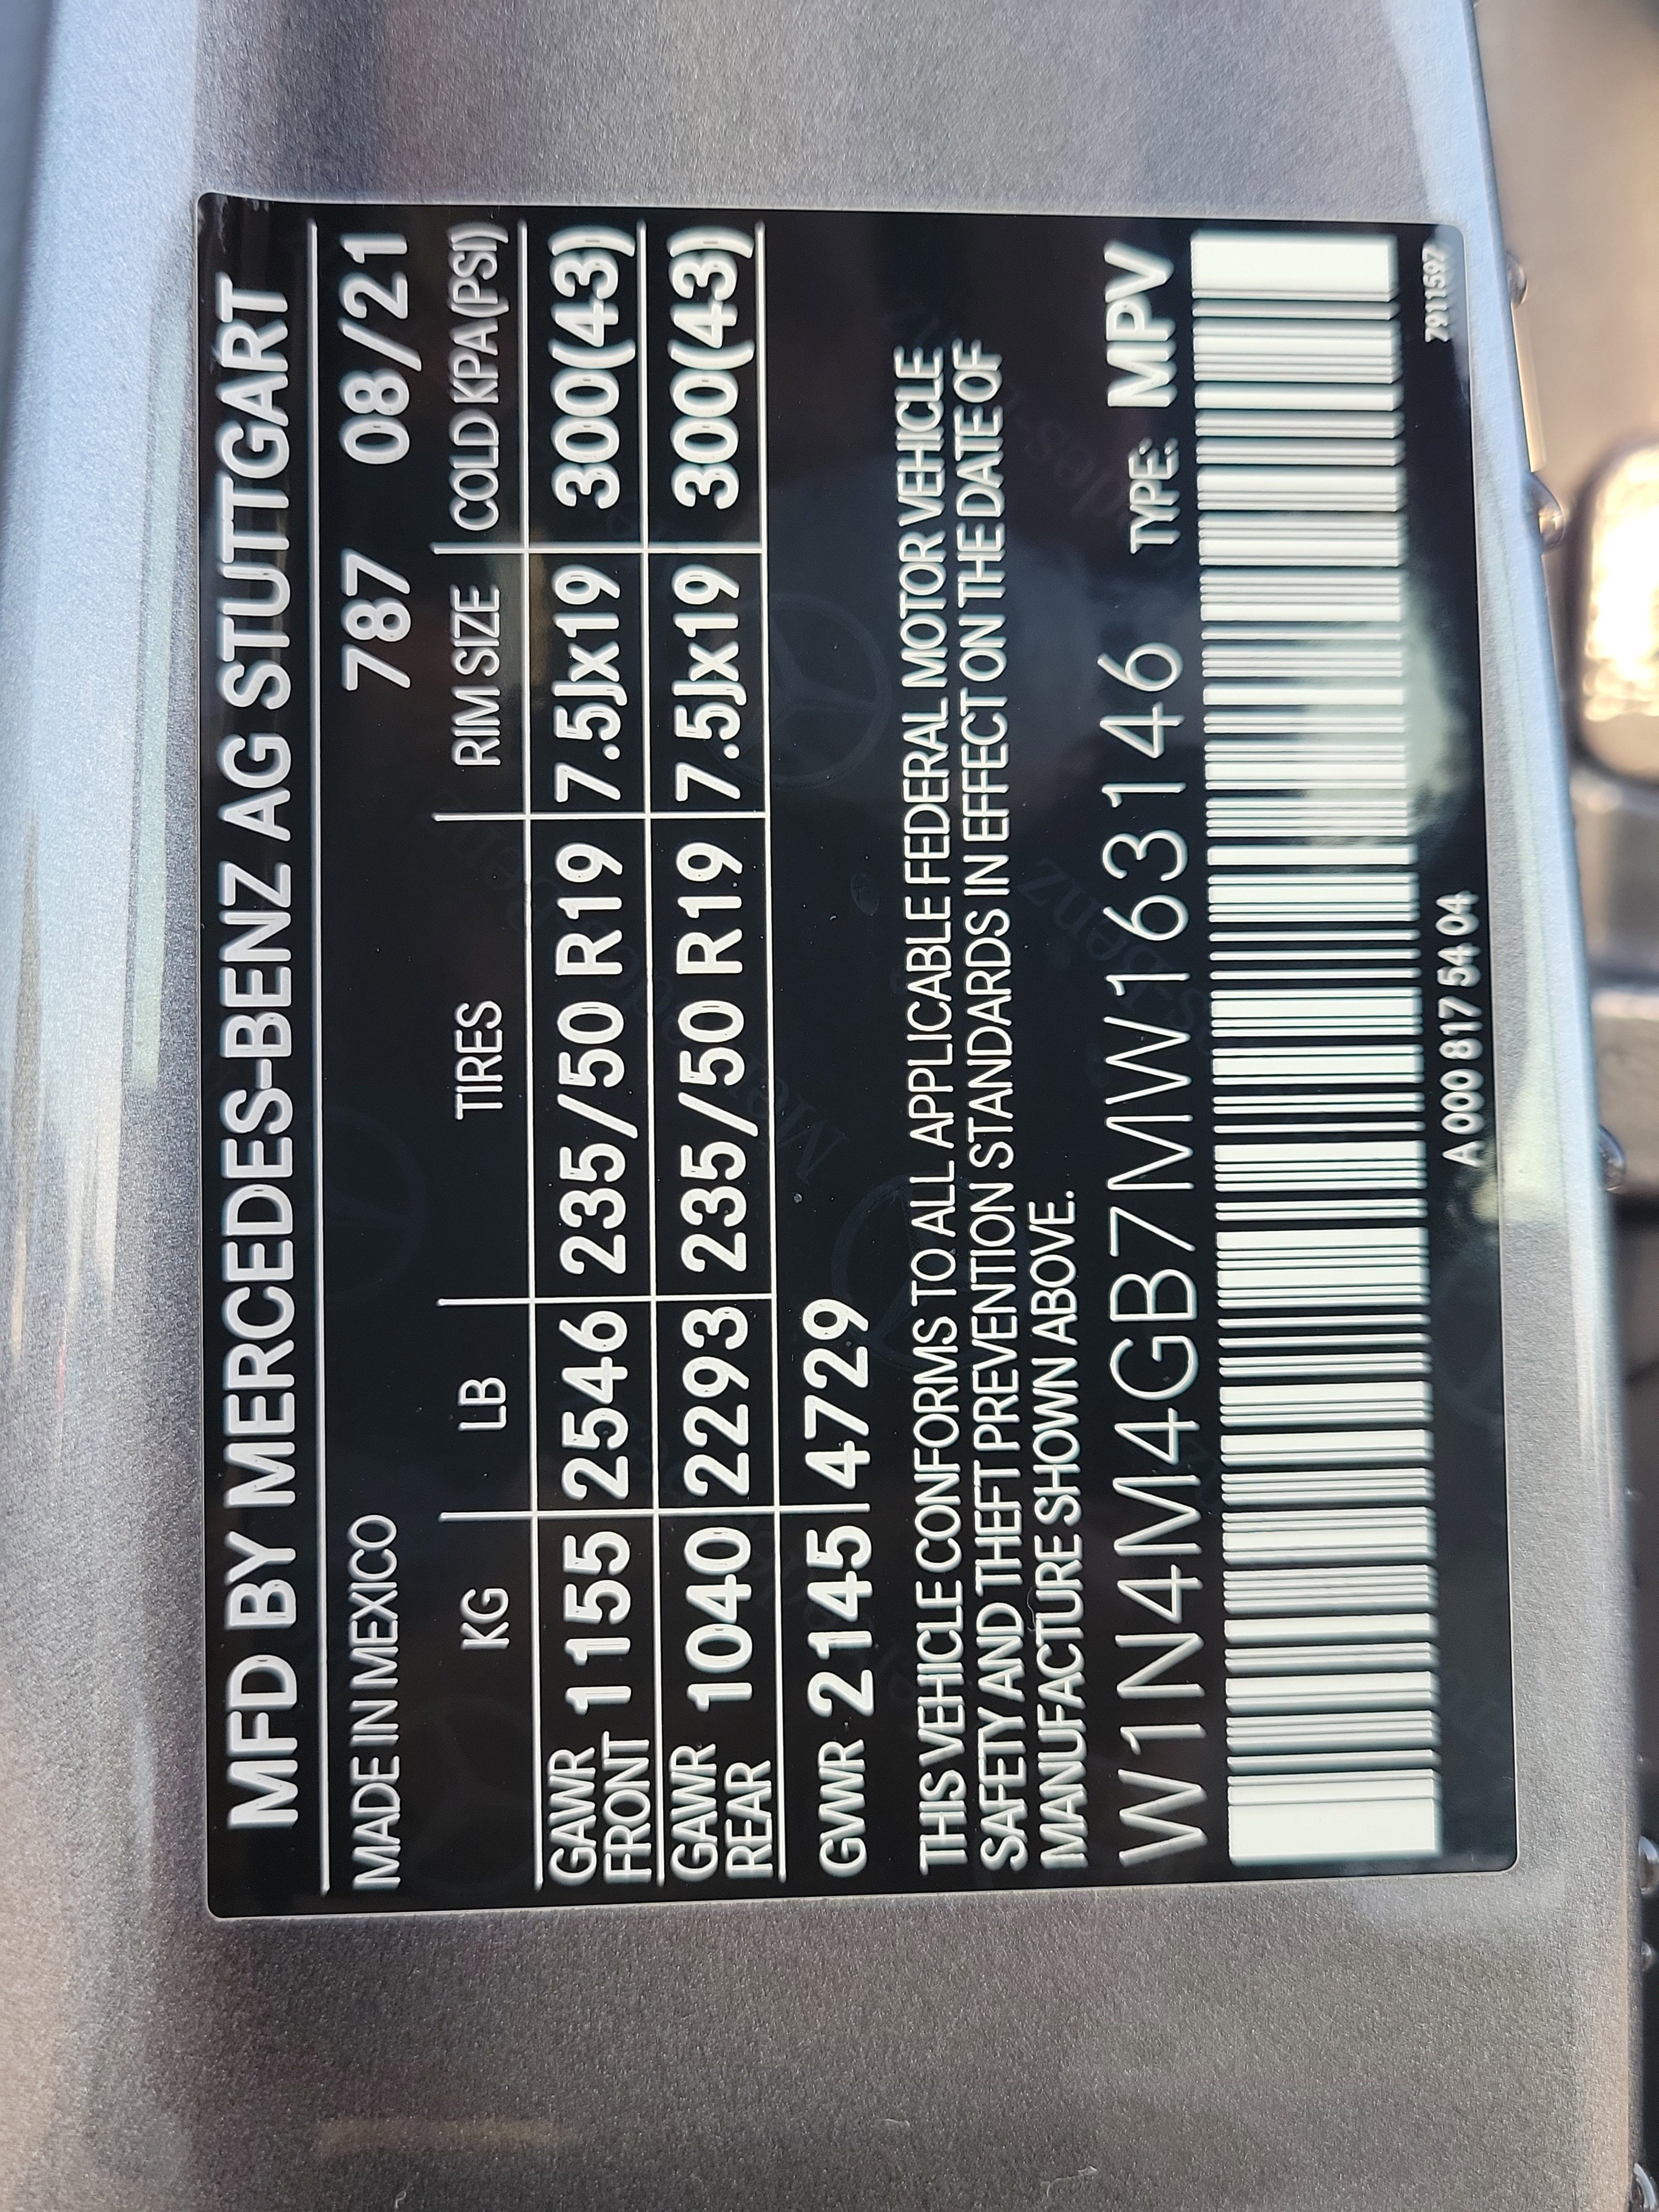 MFD BY MERCEDES-BENZ AG STUTTGART
MADE IN MEXICO 787 08/21
KG LB TIRES RIM SIZE COLD KPA(PSI)
GAWR FRONT 1155 2546 235/50 R19 7.5Jx19 300(43)
GAWR REAR 1040 2293 235/50 R19 7.5Jx19 300(43)
GVWR 2145 4729
THIS VEHICLE CONFORMS TO ALL APPLICABLE FEDERAL MOTOR VEHICLE
SAFETY AND THEFT PREVENTION STANDARDS IN EFFECT ON THE DATE OF
MANUFACTURE SHOWN ABOVE.
W1N4M4GB7MW163146 TYPE: MPV
A 000 817 54 04 7911597